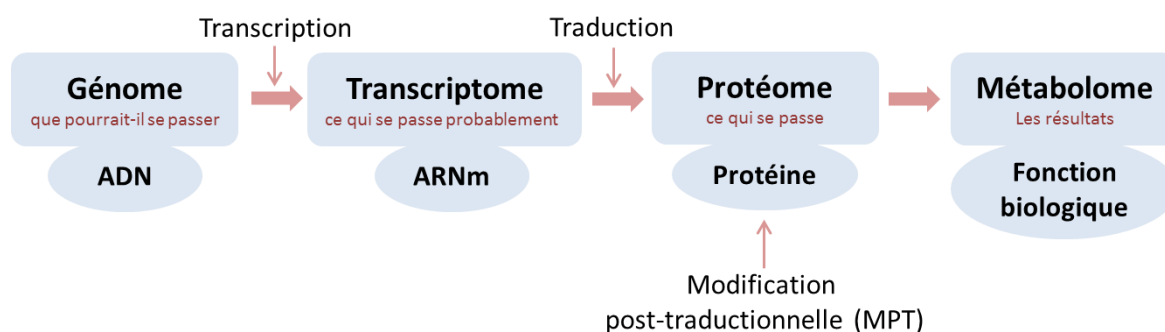 Transcription
Traduction
Génome
que pourrait-il se passer
ADN
Transcriptome
ce qui se passe probablement
ARNm
Protéome
ce qui se passe
Protéine
Métabolome
Les résultats
Fonction
biologique
Modification
post-traductionnelle (MPT)